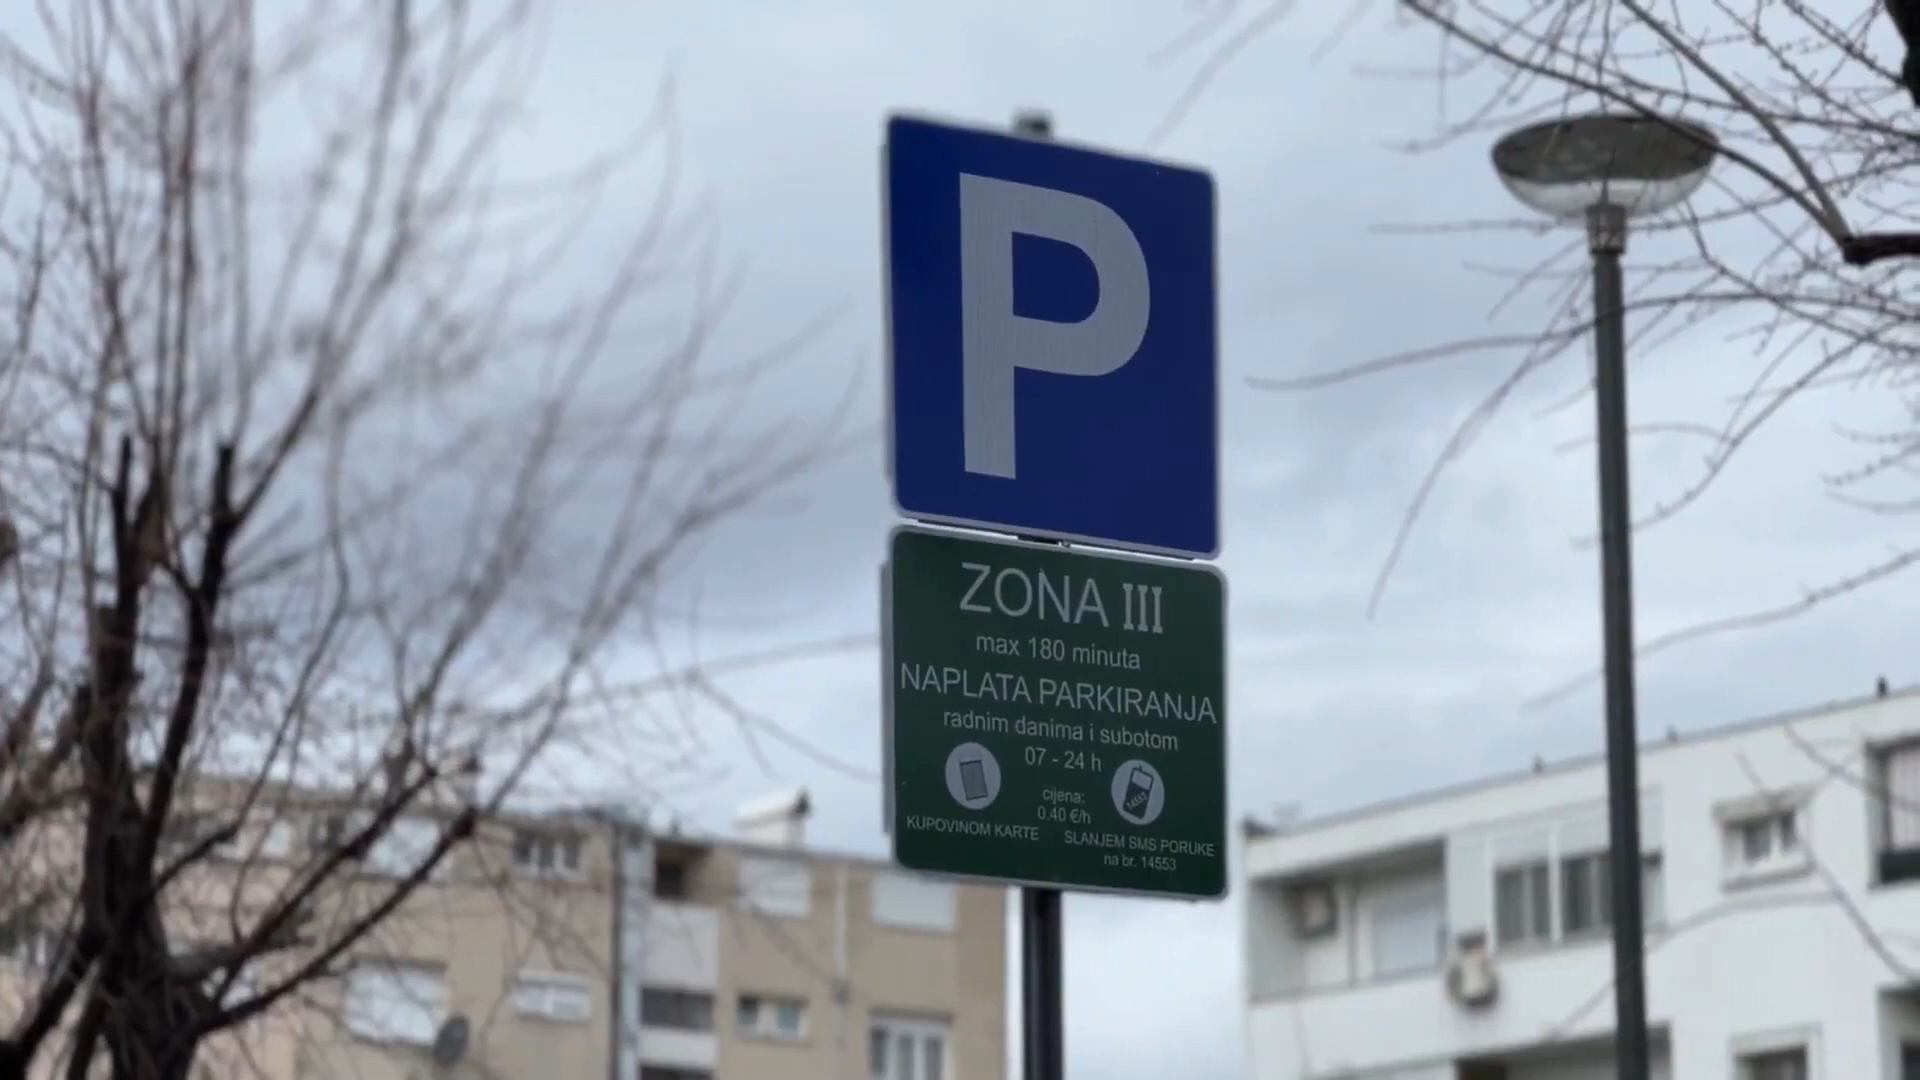 P
ZONA III
max 180 minuta
NAPLATA PARKIRANJA
radnim danima i subotom
07 - 24 h
cijena:
0.40 €/h
KUPOVINOM KARTE
14553
SLANJEM SMS PORUKE
na br. 14553